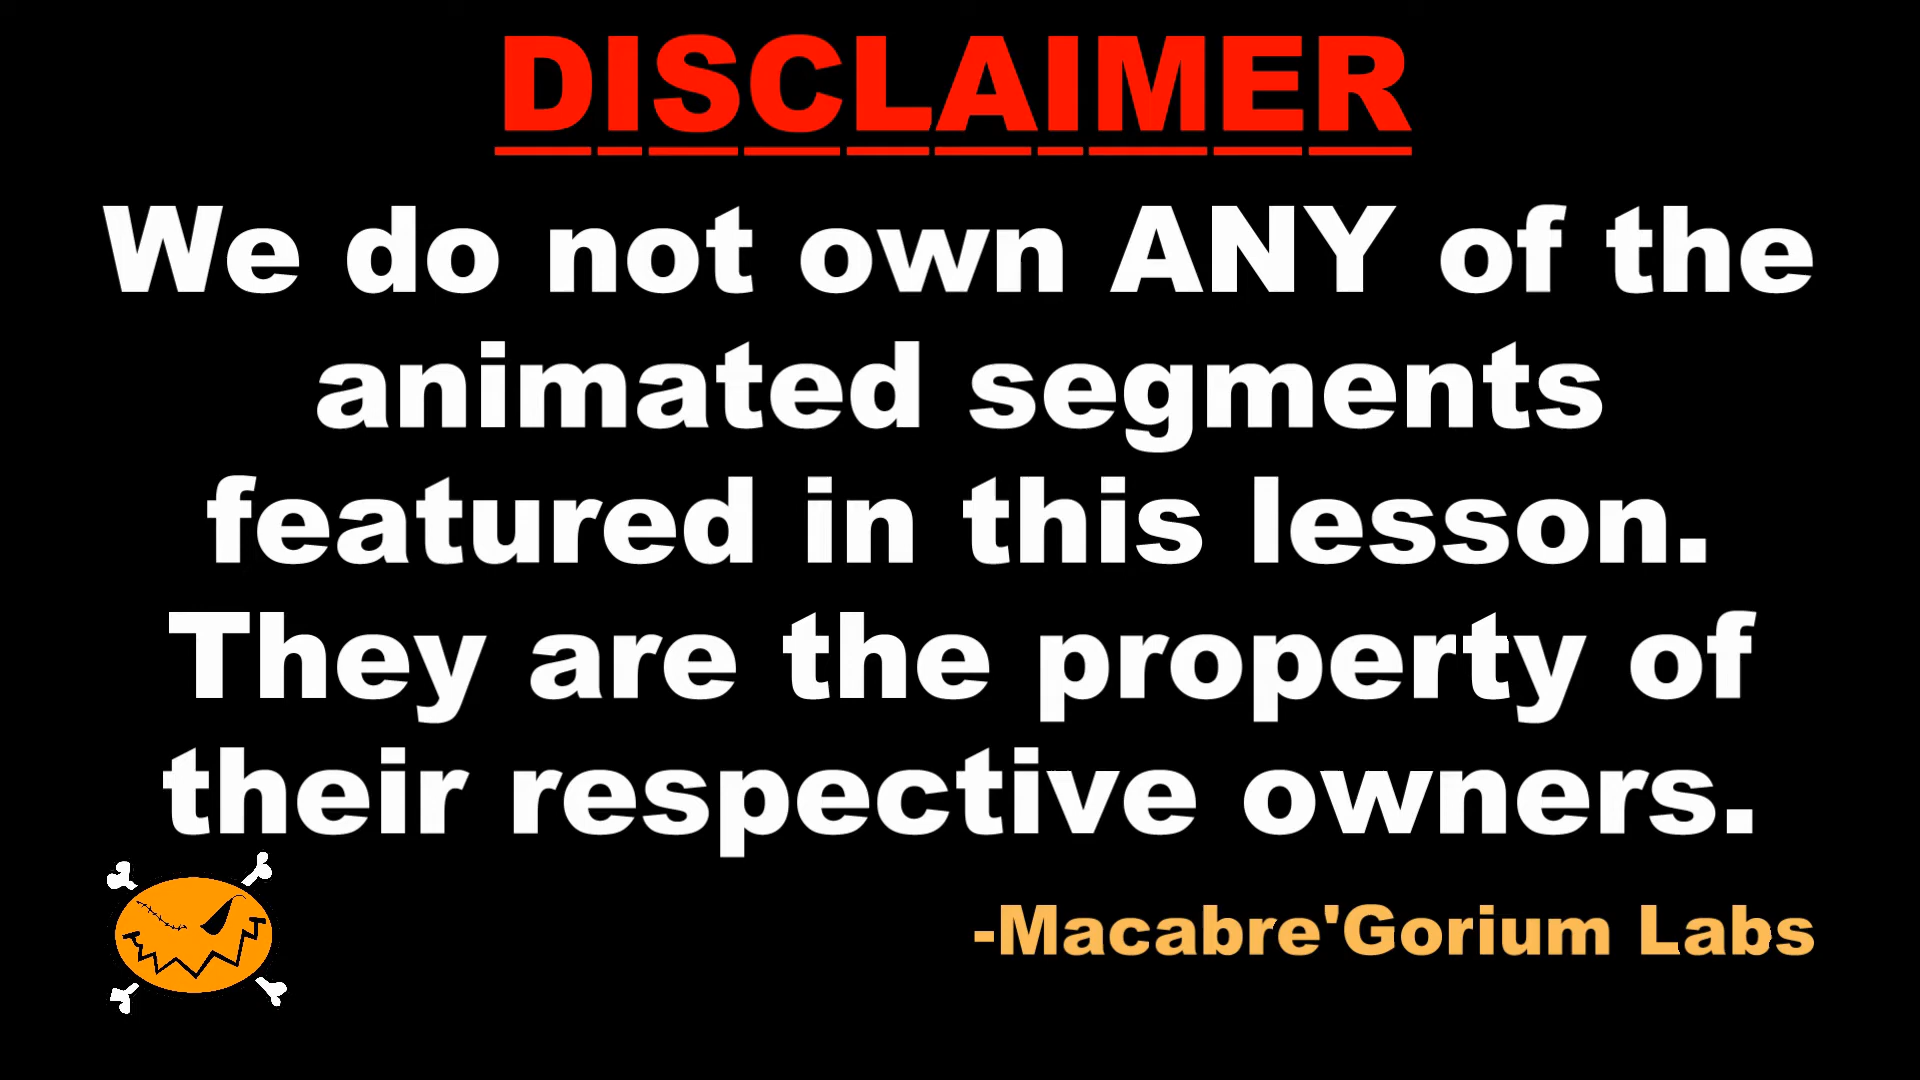 DISCLAIMER
We do not own ANY of the
animated segments
featured in this lesson.
They are the property of
their respective owners.
-Macabre'Gorium Labs